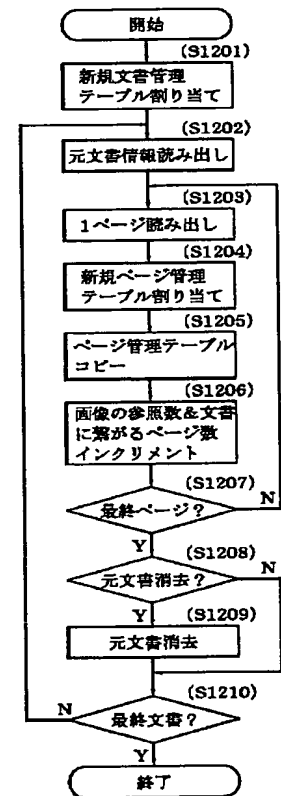 開始
(S1201)
新規文書管理
テーブル割り当て
(S1202)
元文書情報読み出し
(S1203)
1ページ読み出し
(S1204)
新規ページ管理
テーブル割り当て
(S1205)
ページ管理テーブル
コピー
(S1206)
画像の参照数&文書
に繋がるページ数
インクリメント
(S1207)
最終ページ?
N
Y
(S1208)
元文書消去?
N
Y
(S1209)
元文書消去
(S1210)
N
最終文書?
Y
終了